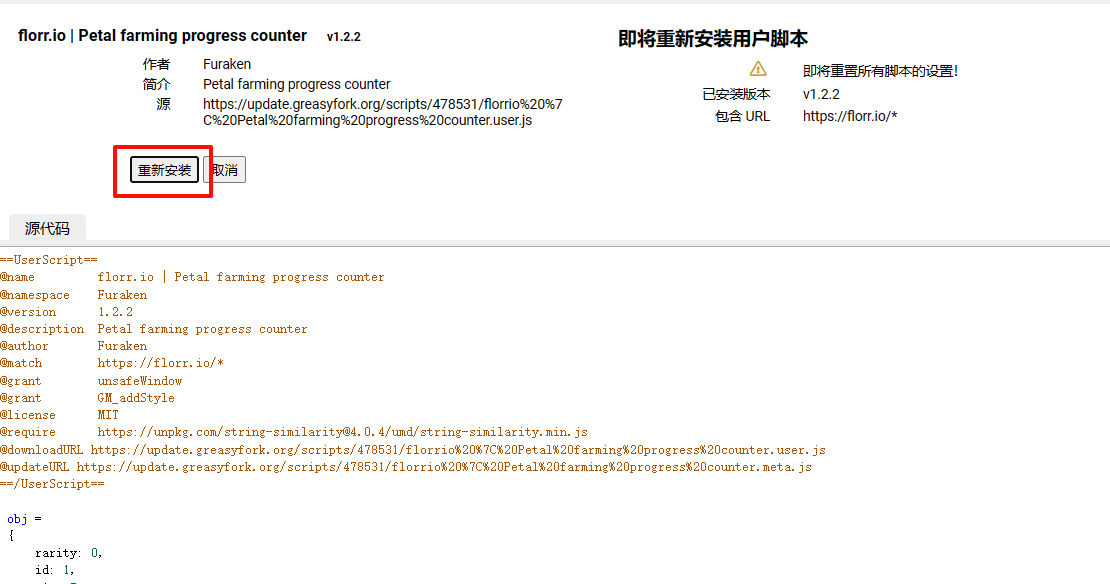 florr.io | Petal farming progress counter v1.2.2
作者 Furaken
简介 Petal farming progress counter
源 https://update.greasyfork.org/scripts/478531/florrio%20%7
C%20Petal%20farming%20progress%20counter.user.js
重新安装 取消
即将重新安装用户脚本
即将重置所有脚本的设置！
已安装版本 v1.2.2
包含 URL https://florr.io/*
源代码
==UserScript==
@name florr.io | Petal farming progress counter
@namespace Furaken
@version 1.2.2
@description Petal farming progress counter
@author Furaken
@match https://florr.io/*
@grant unsafeWindow
@grant GM_addStyle
@license MIT
@require https://unpkg.com/string-similarity@4.0.4/umd/string-similarity.min.js
@downloadURL https://update.greasyfork.org/scripts/478531/florrio%20%7C%20Petal%20farming%20progress%20counter.user.js
@updateURL https://update.greasyfork.org/scripts/478531/florrio%20%7C%20Petal%20farming%20progress%20counter.meta.js
==/UserScript==
obj =
{
rarity: 0,
id: 1,